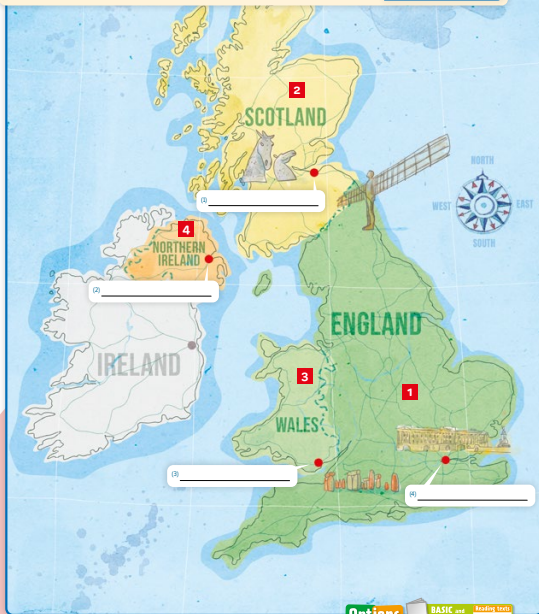 2
SCOTLAND
(1)
NORTH
WEST
EAST
SOUTH
4
NORTHERN
IRELAND
(2)
ENGLAND
IRELAND
3
1
WALES
(3)
(4)
Options
BASIC and
Reading texts